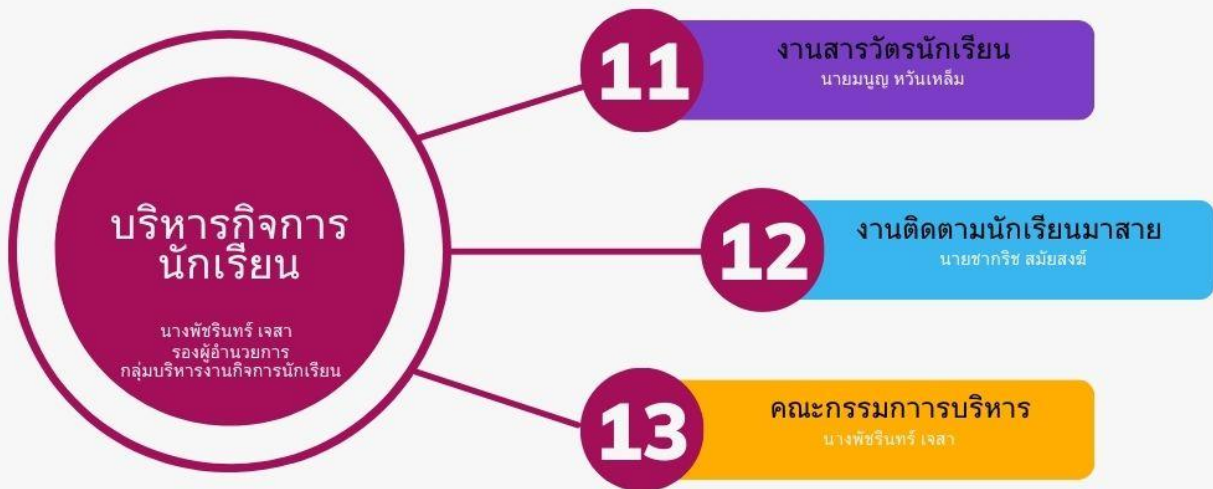 บริหารกิจการ
นักเรียน
นางพัชรินทร์ เจสา
รองผู้อำนวยการ
กลุ่มบริหารงานกิจการนักเรียน
11
งานสารวัตรนักเรียน
นายมนูญ หวันเหล็ม
12
งานติดตามนักเรียนมาสาย
นายชากริช สมัยสงฆ์
13
คณะกรรมกาารบริหาร
นางพัชรินทร์ เจสา